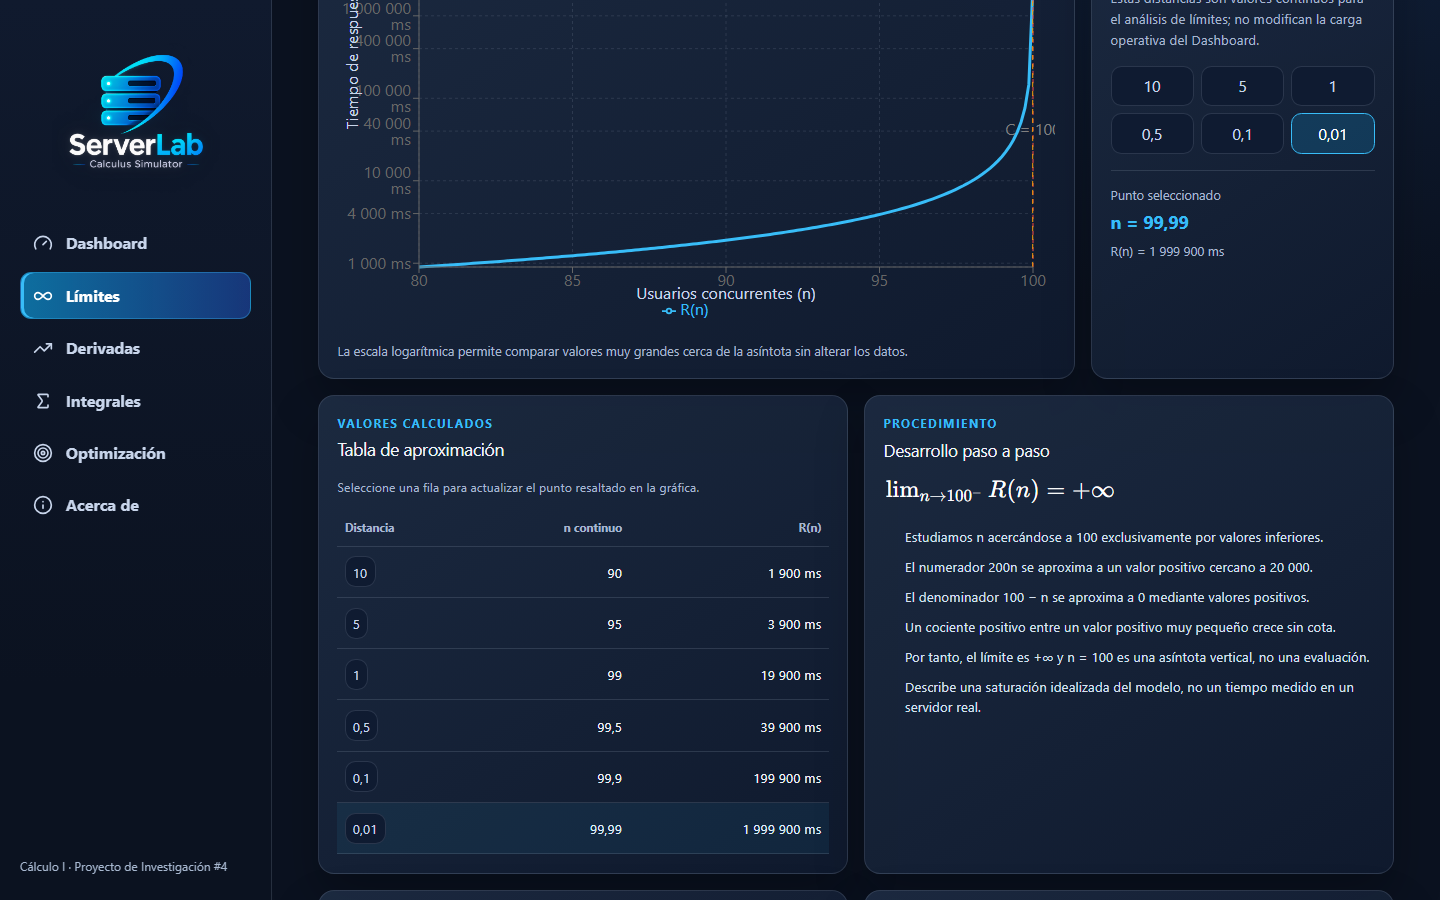 ServerLab
Calculus Simulator
Dashboard
Límites
Derivadas
Integrales
Optimización
Acerca de
Cálculo I · Proyecto de Investigación #4
Tiempo de respues
1 000 000
ms
400 000
ms
100 000
ms
40 000
ms
10 000
ms
4 000 ms
1 000 ms
C = 100
80
85
90
95
100
Usuarios concurrentes (n)
R(n)
La escala logarítmica permite comparar valores muy grandes cerca de la asíntota sin alterar los datos.
Estas distancias son valores continuos para
el análisis de límites; no modifican la carga
operativa del Dashboard.
10
5
1
0,5
0,1
0,01
Punto seleccionado
n = 99,99
R(n) = 1 999 900 ms
VALORES CALCULADOS
Tabla de aproximación
Seleccione una fila para actualizar el punto resaltado en la gráfica.
Distancia n continuo R(n)
10 90 1 900 ms
5 95 3 900 ms
1 99 19 900 ms
0,5 99,5 39 900 ms
0,1 99,9 199 900 ms
0,01 99,99 1 999 900 ms
PROCEDIMIENTO
Desarrollo paso a paso
lim n→100⁻ R(n) = +∞
Estudiamos n acercándose a 100 exclusivamente por valores inferiores.
El numerador 200n se aproxima a un valor positivo cercano a 20 000.
El denominador 100 − n se aproxima a 0 mediante valores positivos.
Un cociente positivo entre un valor positivo muy pequeño crece sin cota.
Por tanto, el límite es +∞ y n = 100 es una asíntota vertical, no una evaluación.
Describe una saturación idealizada del modelo, no un tiempo medido en un
servidor real.